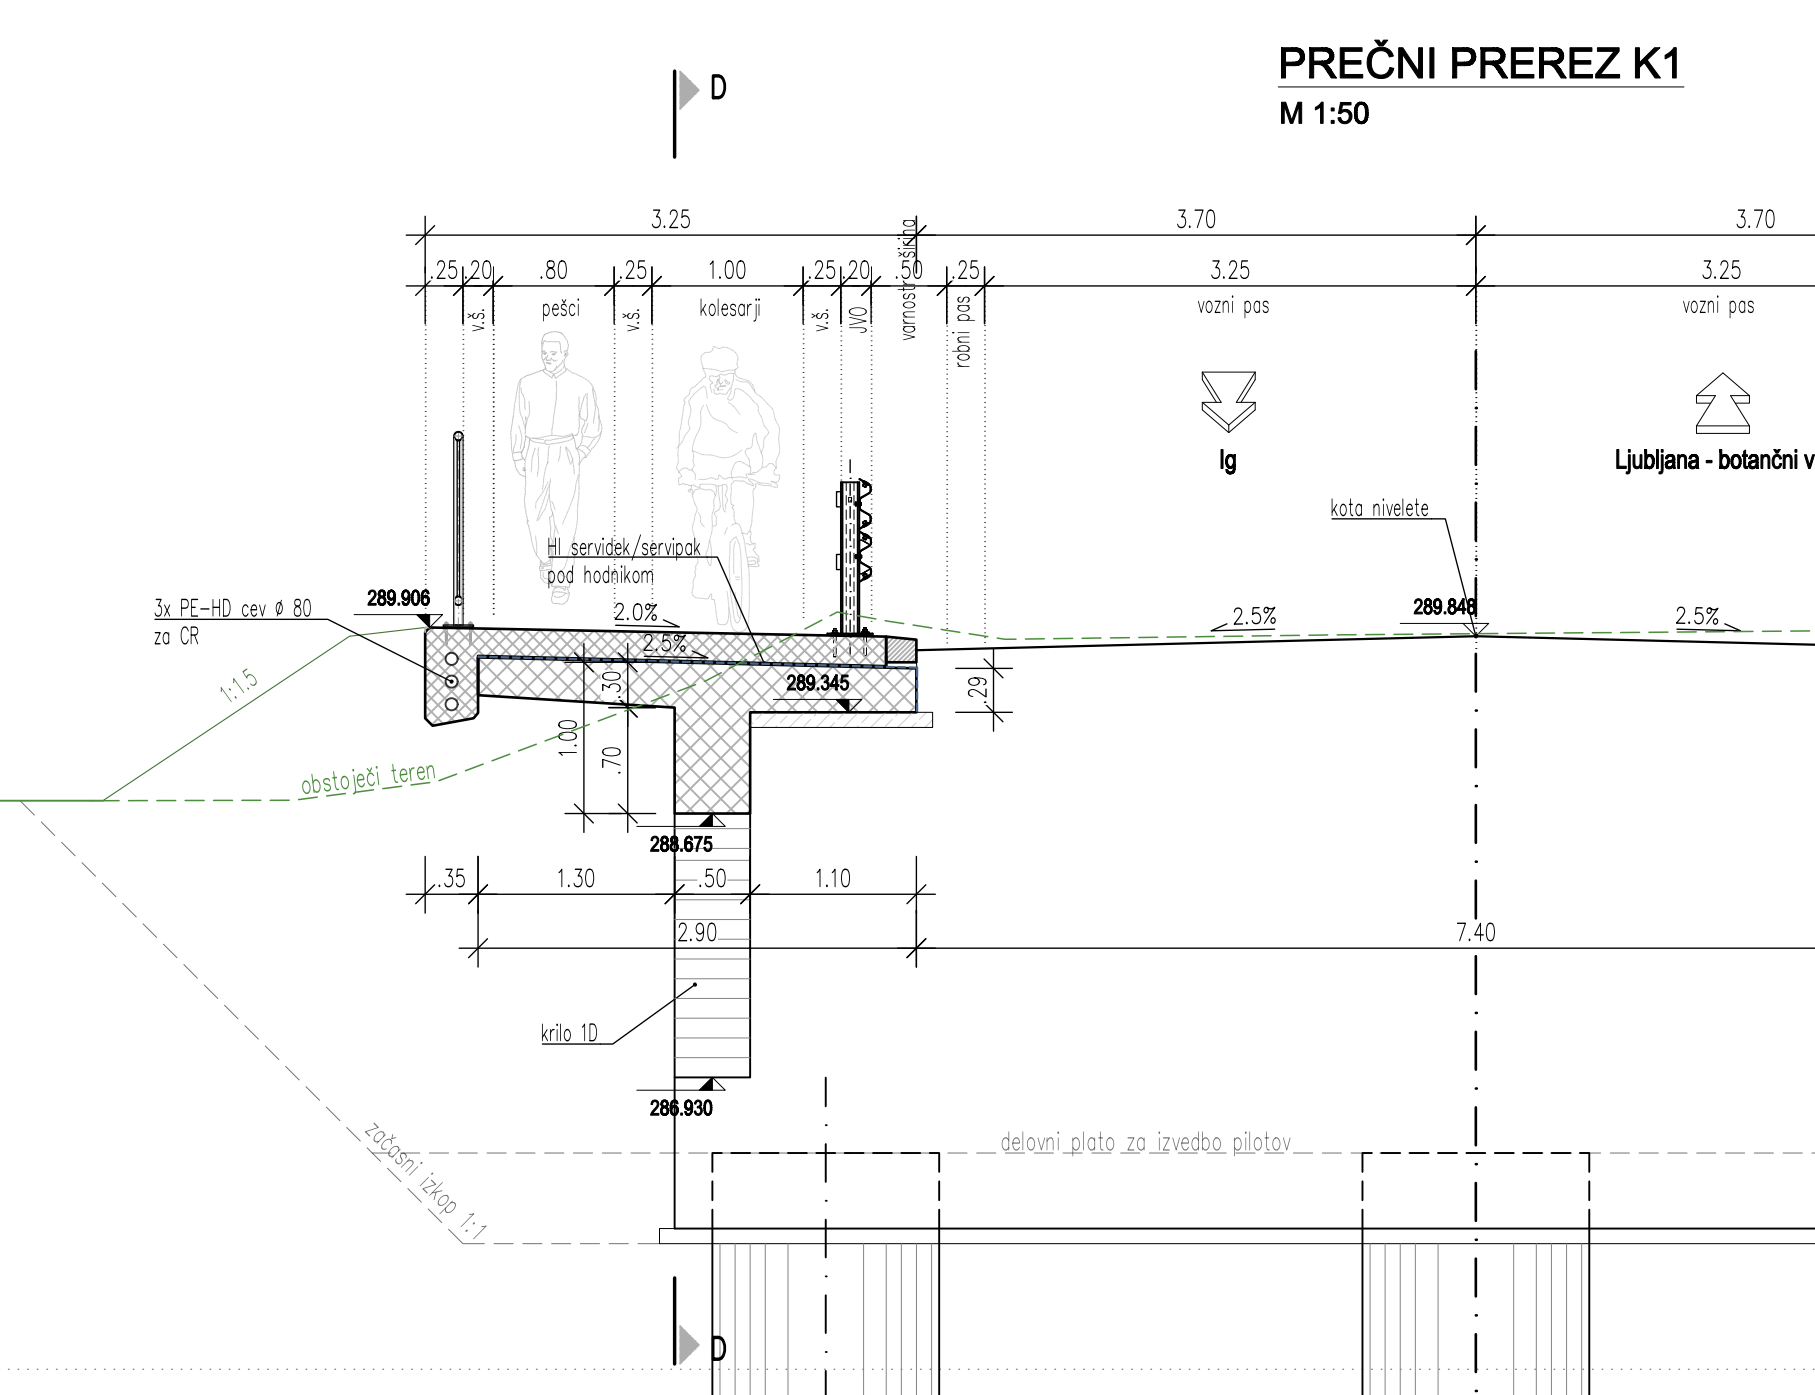 PREČNI PREREZ K1
M 1:50
D
3.25
3.70
3.70
.25
.20
.80
.25
1.00
.25
.20
.50
.25
3.25
3.25
v.š.
pešci
v.š.
kolesarji
v.š.
JVO
varnostna širina
robni pas
vozni pas
vozni pas
Ig
Ljubljana - botančni v
kota nivelete
HI servidek/servipak
pod hodnikom
289.906
3x PE-HD cev Ø 80
za CR
2.0%
2.5%
2.5%
289.848
2.5%
1:1.5
289.345
.30
.29
1.00
.70
obstoječi teren
288.675
.35
1.30
.50
1.10
2.90
7.40
krilo 1D
286.930
začasni izkop 1:1
delovni plato za izvedbo pilotov
D